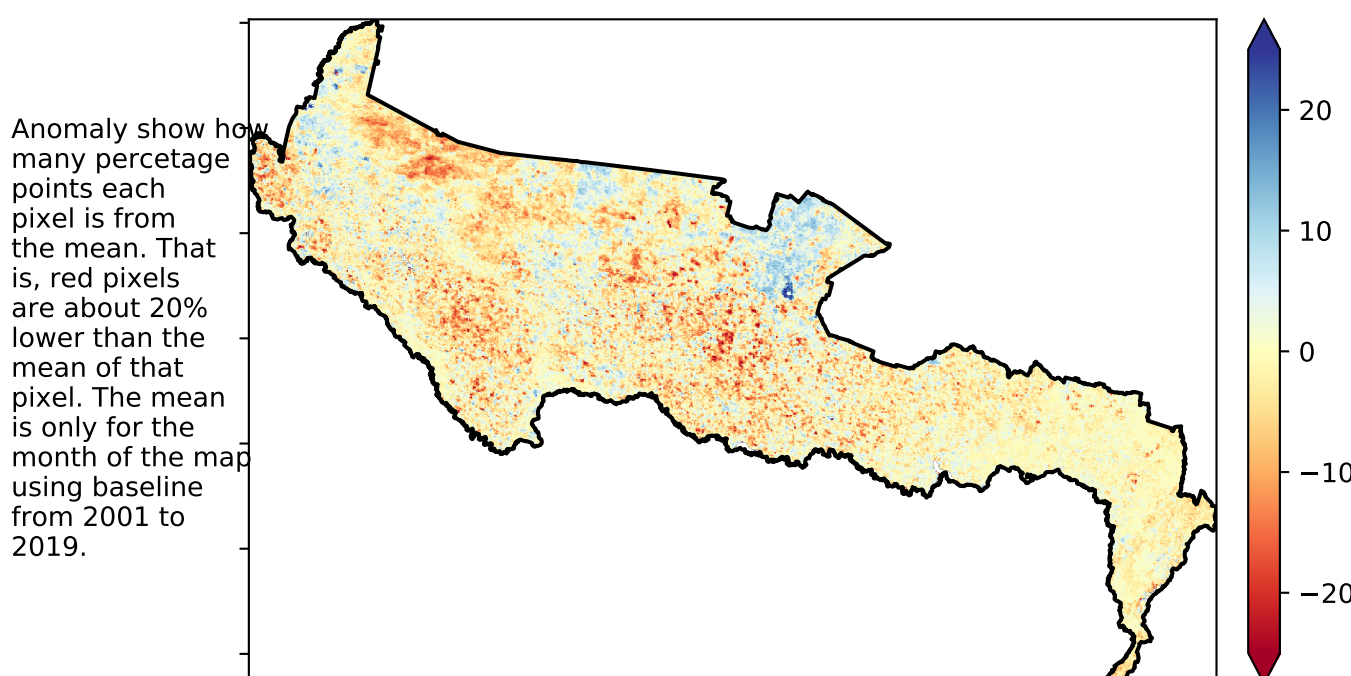 Anomaly show how
many percetage
points each
pixel is from
the mean. That
is, red pixels
are about 20%
lower than the
mean of that
pixel. The mean
is only for the
month of the map
using baseline
from 2001 to
2019.
20
10
0
−10
−20